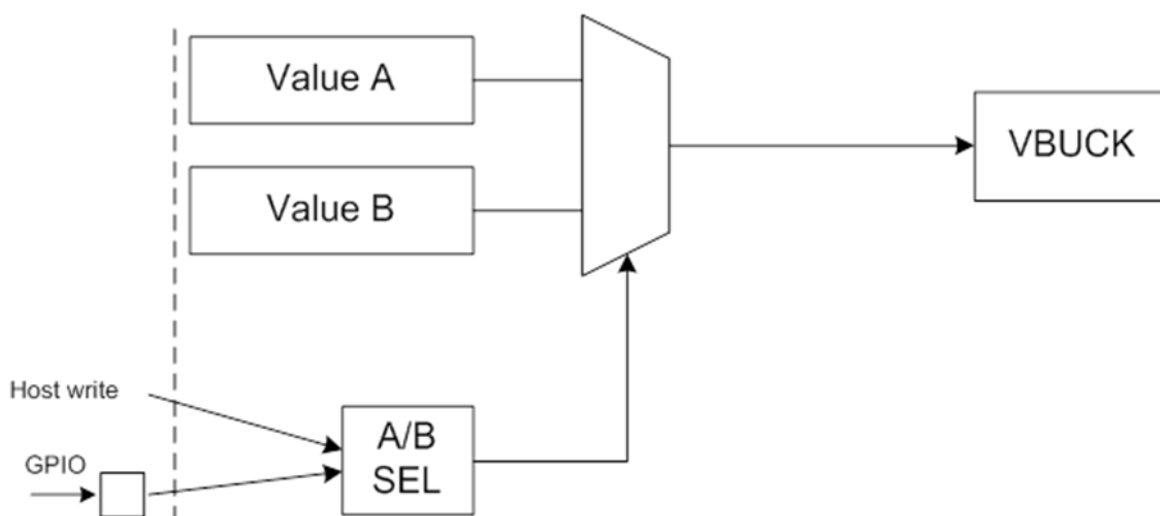 Value A
VBUCK
Value B
Host write
A/B
SEL
GPIO